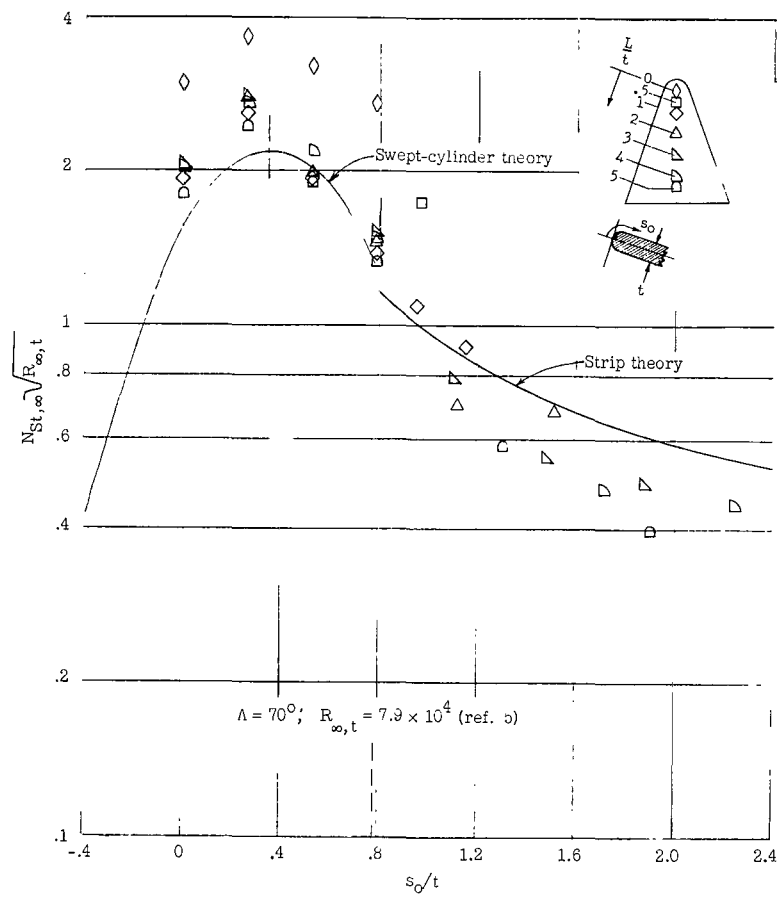 4
2
1
.8
.6
.4
.2
.1
N_St,∞ √R_∞,t
L/t
0
.5
1
2
3
4
5
s_o
t
Swept-cylinder theory
Strip theory
Λ = 70°; R_∞,t = 7.9 × 10^4 (ref. 5)
-.4 0 .4 .8 1.2 1.6 2.0 2.4
s_o/t